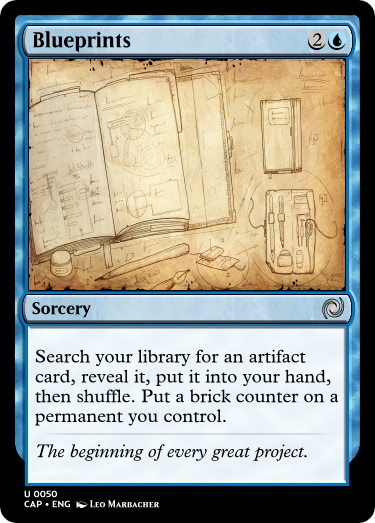 Blueprints
2
Sorcery
Search your library for an artifact
card, reveal it, put it into your hand,
then shuffle. Put a brick counter on a
permanent you control.
The beginning of every great project.
U 0050
CAP • ENG Leo Marbacher